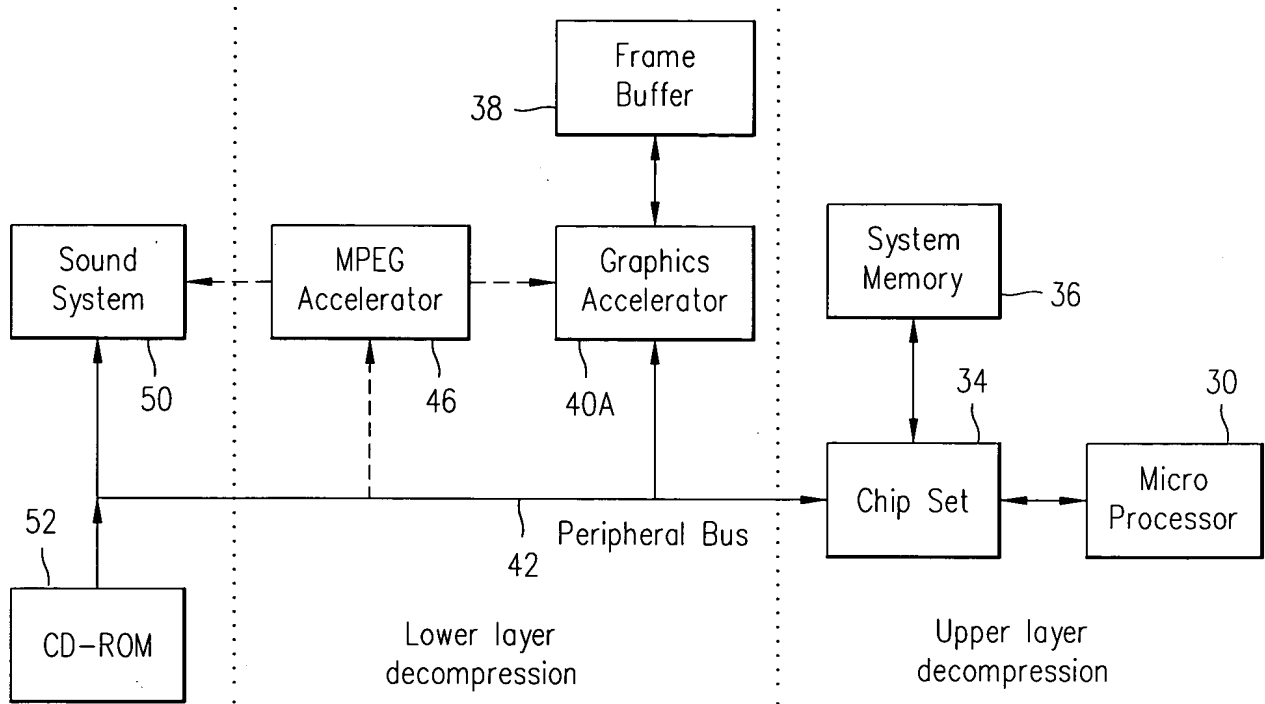 Frame
Buffer
38
Sound
System
50
MPEG
Accelerator
46
Graphics
Accelerator
40A
System
Memory
36
34
30
Chip Set
Micro
Processor
52
42
Peripheral Bus
CD-ROM
Lower layer
decompression
Upper layer
decompression